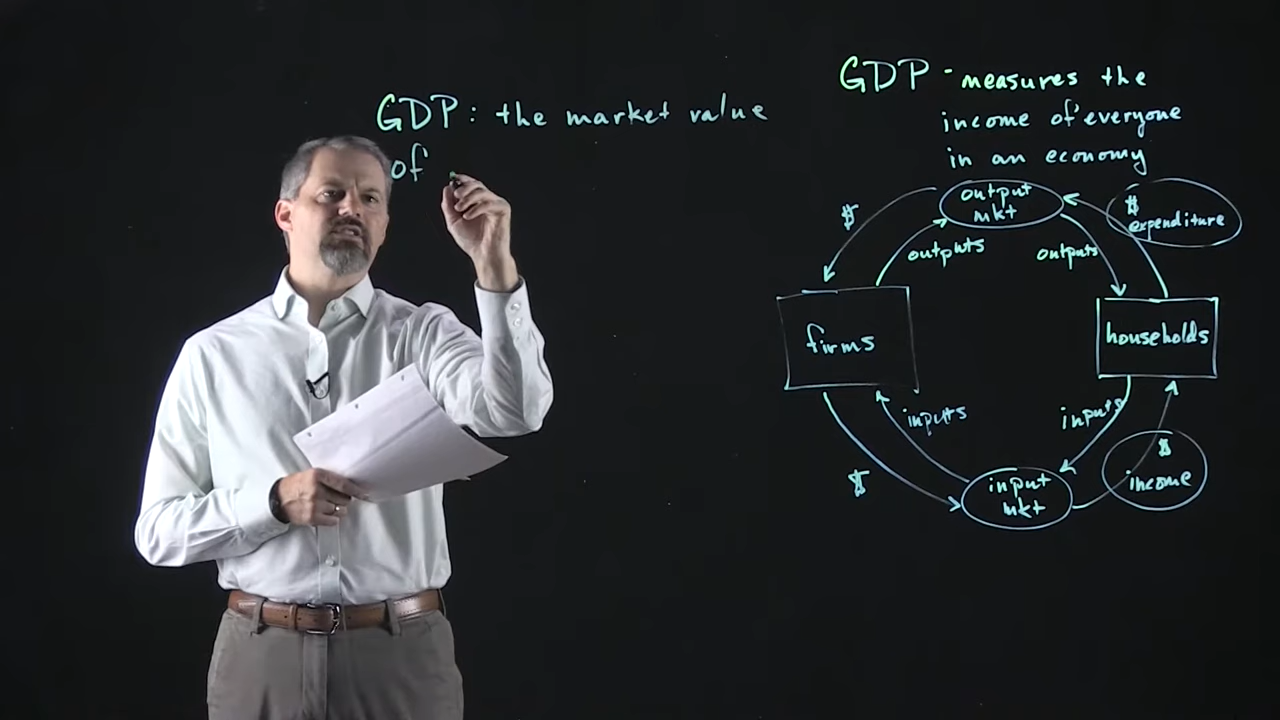 GDP: the market value
of
GDP - measures the
income of everyone
in an economy
output
mkt
$
expenditure
$
outputs
outputs
firms
households
inputs
inputs
$
$
income
input
mkt